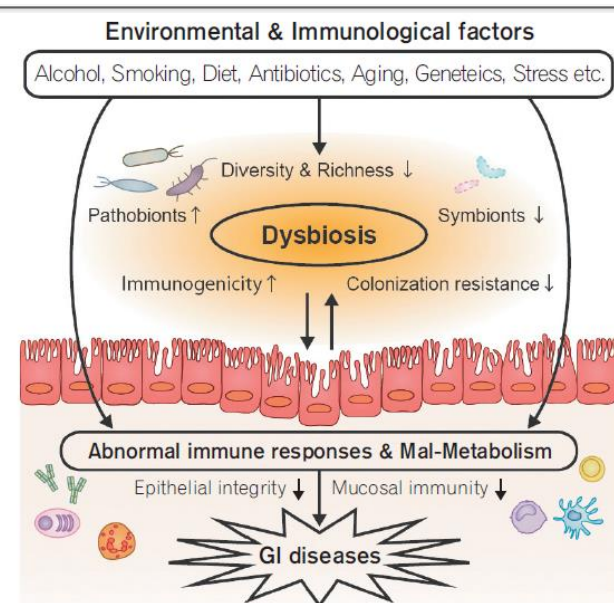 Environmental & Immunological factors
Alcohol, Smoking, Diet, Antibiotics, Aging, Geneteics, Stress etc.
Diversity & Richness ↓
Pathobionts ↑
Symbionts ↓
Dysbiosis
Immunogenicity ↑
Colonization resistance ↓
Abnormal immune responses & Mal-Metabolism
Epithelial integrity ↓
Mucosal immunity ↓
GI diseases